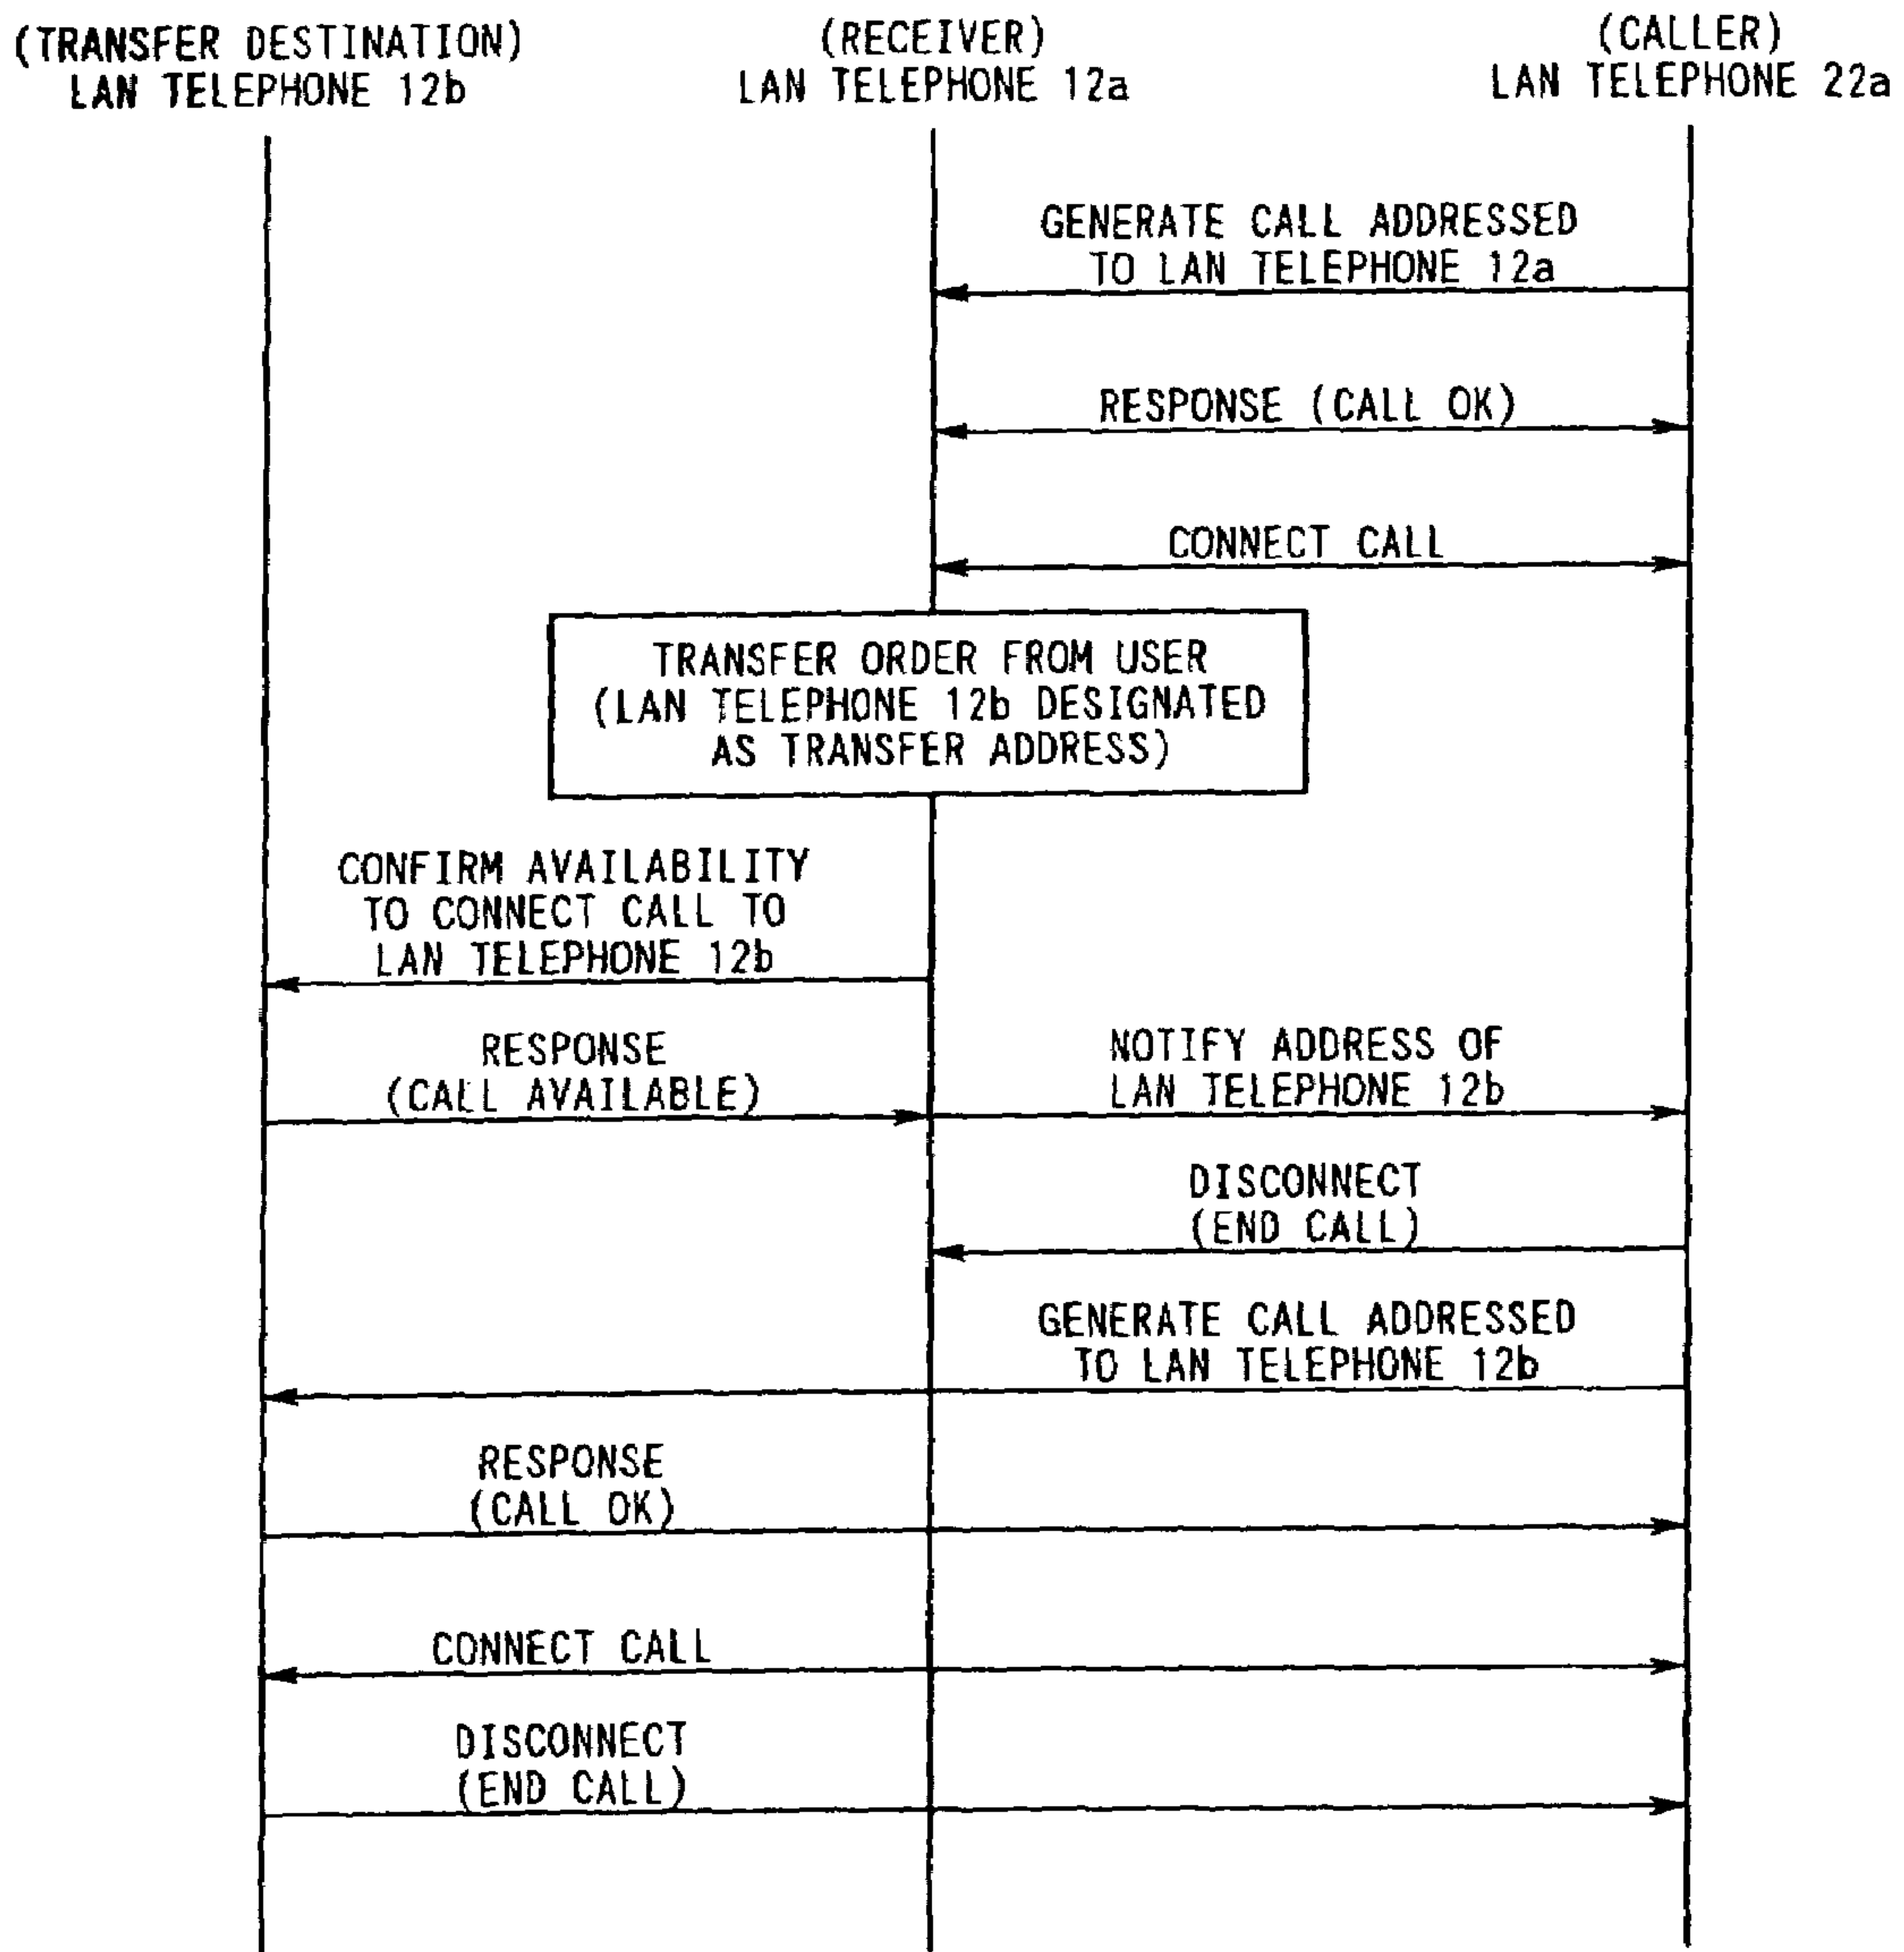 (TRANSFER DESTINATION)
LAN TELEPHONE 12b
(RECEIVER)
LAN TELEPHONE 12a
(CALLER)
LAN TELEPHONE 22a
GENERATE CALL ADDRESSED
TO LAN TELEPHONE 12a
RESPONSE (CALL OK)
CONNECT CALL
TRANSFER ORDER FROM USER
(LAN TELEPHONE 12b DESIGNATED
AS TRANSFER ADDRESS)
CONFIRM AVAILABILITY
TO CONNECT CALL TO
LAN TELEPHONE 12b
RESPONSE
(CALL AVAILABLE)
NOTIFY ADDRESS OF
LAN TELEPHONE 12b
DISCONNECT
(END CALL)
GENERATE CALL ADDRESSED
TO LAN TELEPHONE 12b
RESPONSE
(CALL OK)
CONNECT CALL
DISCONNECT
(END CALL)